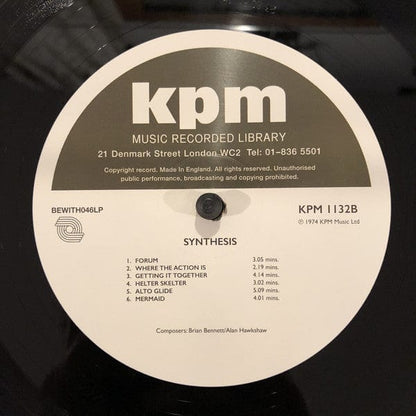 kpm
MUSIC RECORDED LIBRARY
21 Denmark Street London WC2 Tel: 01-836 5501
Copyright record. Made In England. All rights reserved. Unauthorised
public performance, broadcasting and copying prohibited.
BEWITH046LP
KPM 1132B
℗ 1974 KPM Music Ltd
SYNTHESIS
1. FORUM 3.05 mins.
2. WHERE THE ACTION IS 2.19 mins.
3. GETTING IT TOGETHER 4.14 mins.
4. HELTER SKELTER 3.02 mins.
5. ALTO GLIDE 5.09 mins.
6. MERMAID 4.01 mins.
Composers: Brian Bennett/Alan Hawkshaw